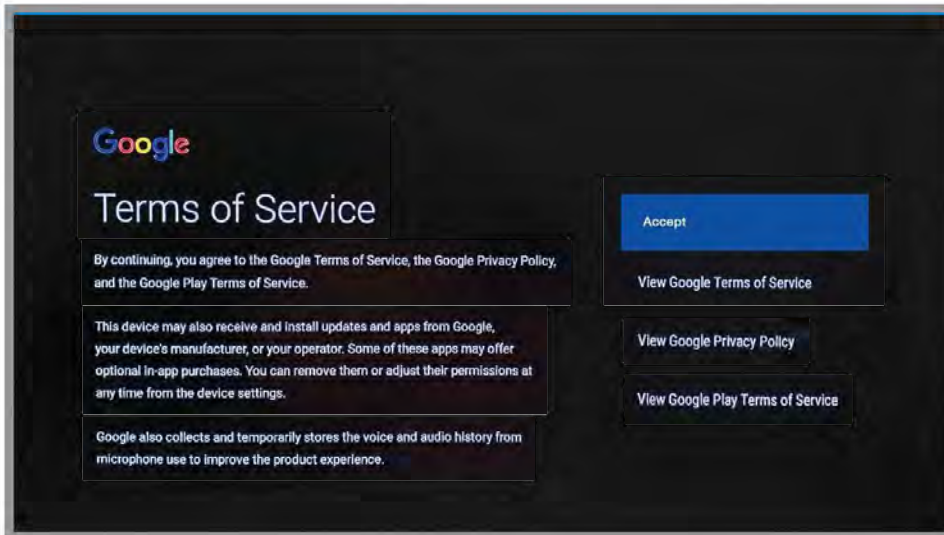 Google
Terms of Service
By continuing, you agree to the Google Terms of Service, the Google Privacy Policy,
and the Google Play Terms of Service.
This device may also receive and install updates and apps from Google,
your device's manufacturer, or your operator. Some of these apps may offer
optional in-app purchases. You can remove them or adjust their permissions at
any time from the device settings.
Google also collects and temporarily stores the voice and audio history from
microphone use to improve the product experience.
Accept
View Google Terms of Service
View Google Privacy Policy
View Google Play Terms of Service